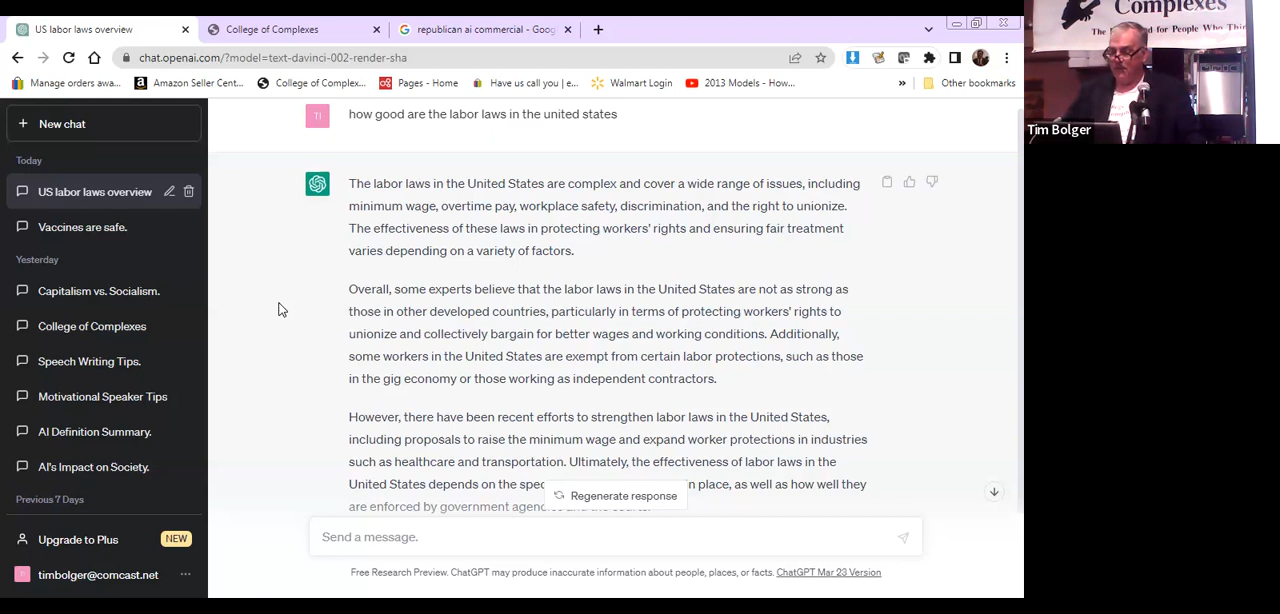 US labor laws overview
College of Complexes
republican ai commercial - Goog
chat.openai.com/?model=text-davinci-002-render-sha
Manage orders awa...
Amazon Seller Cent...
College of Complex...
Pages - Home
Have us call you | e...
Walmart Login
2013 Models - How...
»
Other bookmarks
+ New chat
Today
US labor laws overview
Vaccines are safe.
Yesterday
Capitalism vs. Socialism.
College of Complexes
Speech Writing Tips.
Motivational Speaker Tips
AI Definition Summary.
AI's Impact on Society.
Previous 7 Days
Upgrade to Plus
NEW
timbolger@comcast.net
TI
how good are the labor laws in the united states
The labor laws in the United States are complex and cover a wide range of issues, including
minimum wage, overtime pay, workplace safety, discrimination, and the right to unionize.
The effectiveness of these laws in protecting workers' rights and ensuring fair treatment
varies depending on a variety of factors.
Overall, some experts believe that the labor laws in the United States are not as strong as
those in other developed countries, particularly in terms of protecting workers' rights to
unionize and collectively bargain for better wages and working conditions. Additionally,
some workers in the United States are exempt from certain labor protections, such as those
in the gig economy or those working as independent contractors.
However, there have been recent efforts to strengthen labor laws in the United States,
including proposals to raise the minimum wage and expand worker protections in industries
such as healthcare and transportation. Ultimately, the effectiveness of labor laws in the
United States depends on the spec in place, as well as how well they
are enforced by government agencies and the courts.
Regenerate response
Send a message.
Free Research Preview. ChatGPT may produce inaccurate information about people, places, or facts. ChatGPT Mar 23 Version
Complexes
for People Who Thin
Tim Bolger